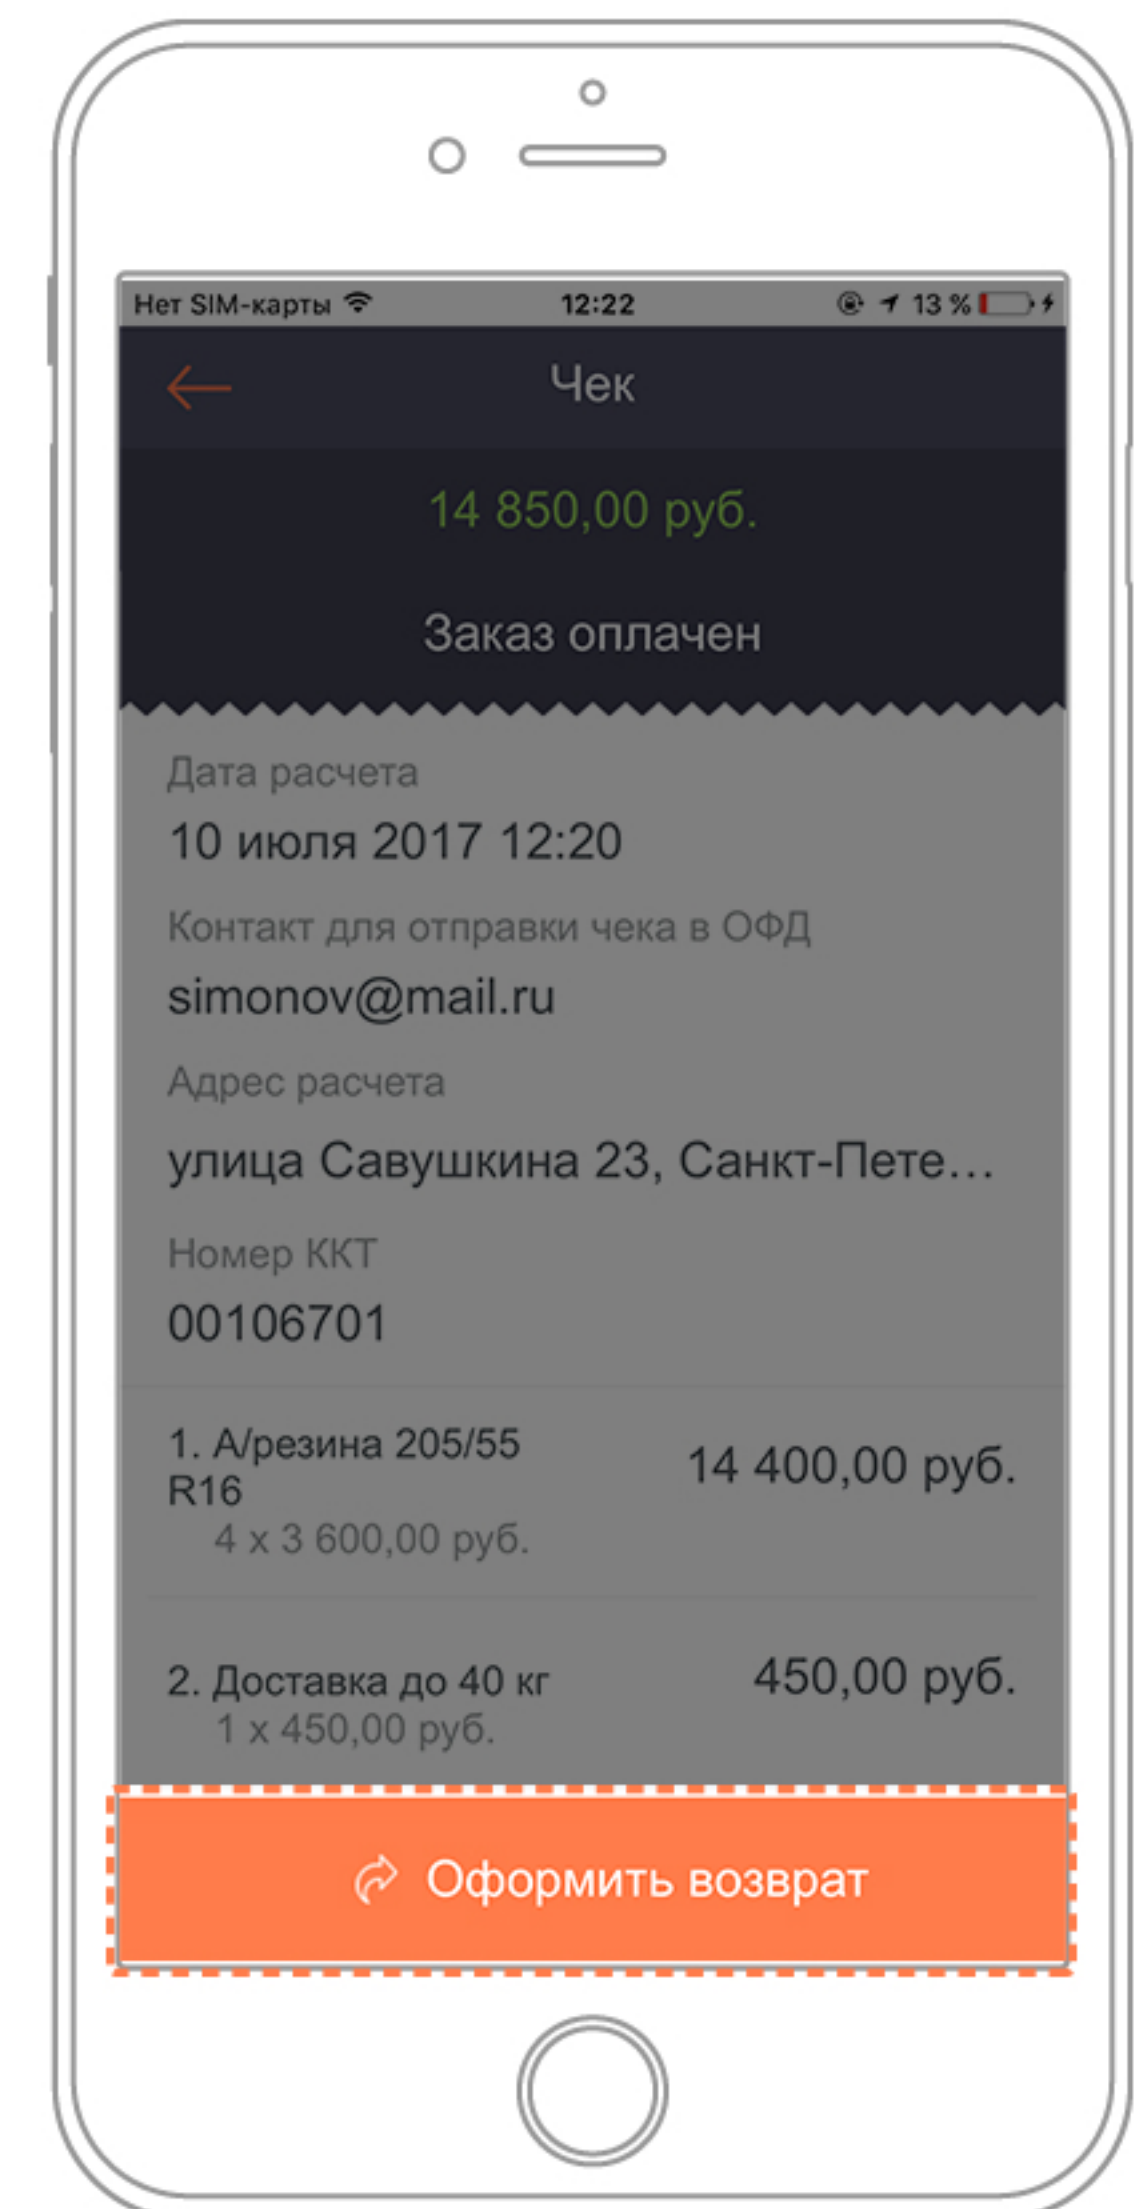 Нет SIM-карты 12:22 13 %
Чек
14 850,00 руб.
Заказ оплачен
Дата расчета
10 июля 2017 12:20
Контакт для отправки чека в ОФД
simonov@mail.ru
Адрес расчета
улица Савушкина 23, Санкт-Пете...
Номер ККТ
00106701
1. А/резина 205/55 14 400,00 руб.
R16
4 x 3 600,00 руб.
2. Доставка до 40 кг 450,00 руб.
1 x 450,00 руб.
Оформить возврат